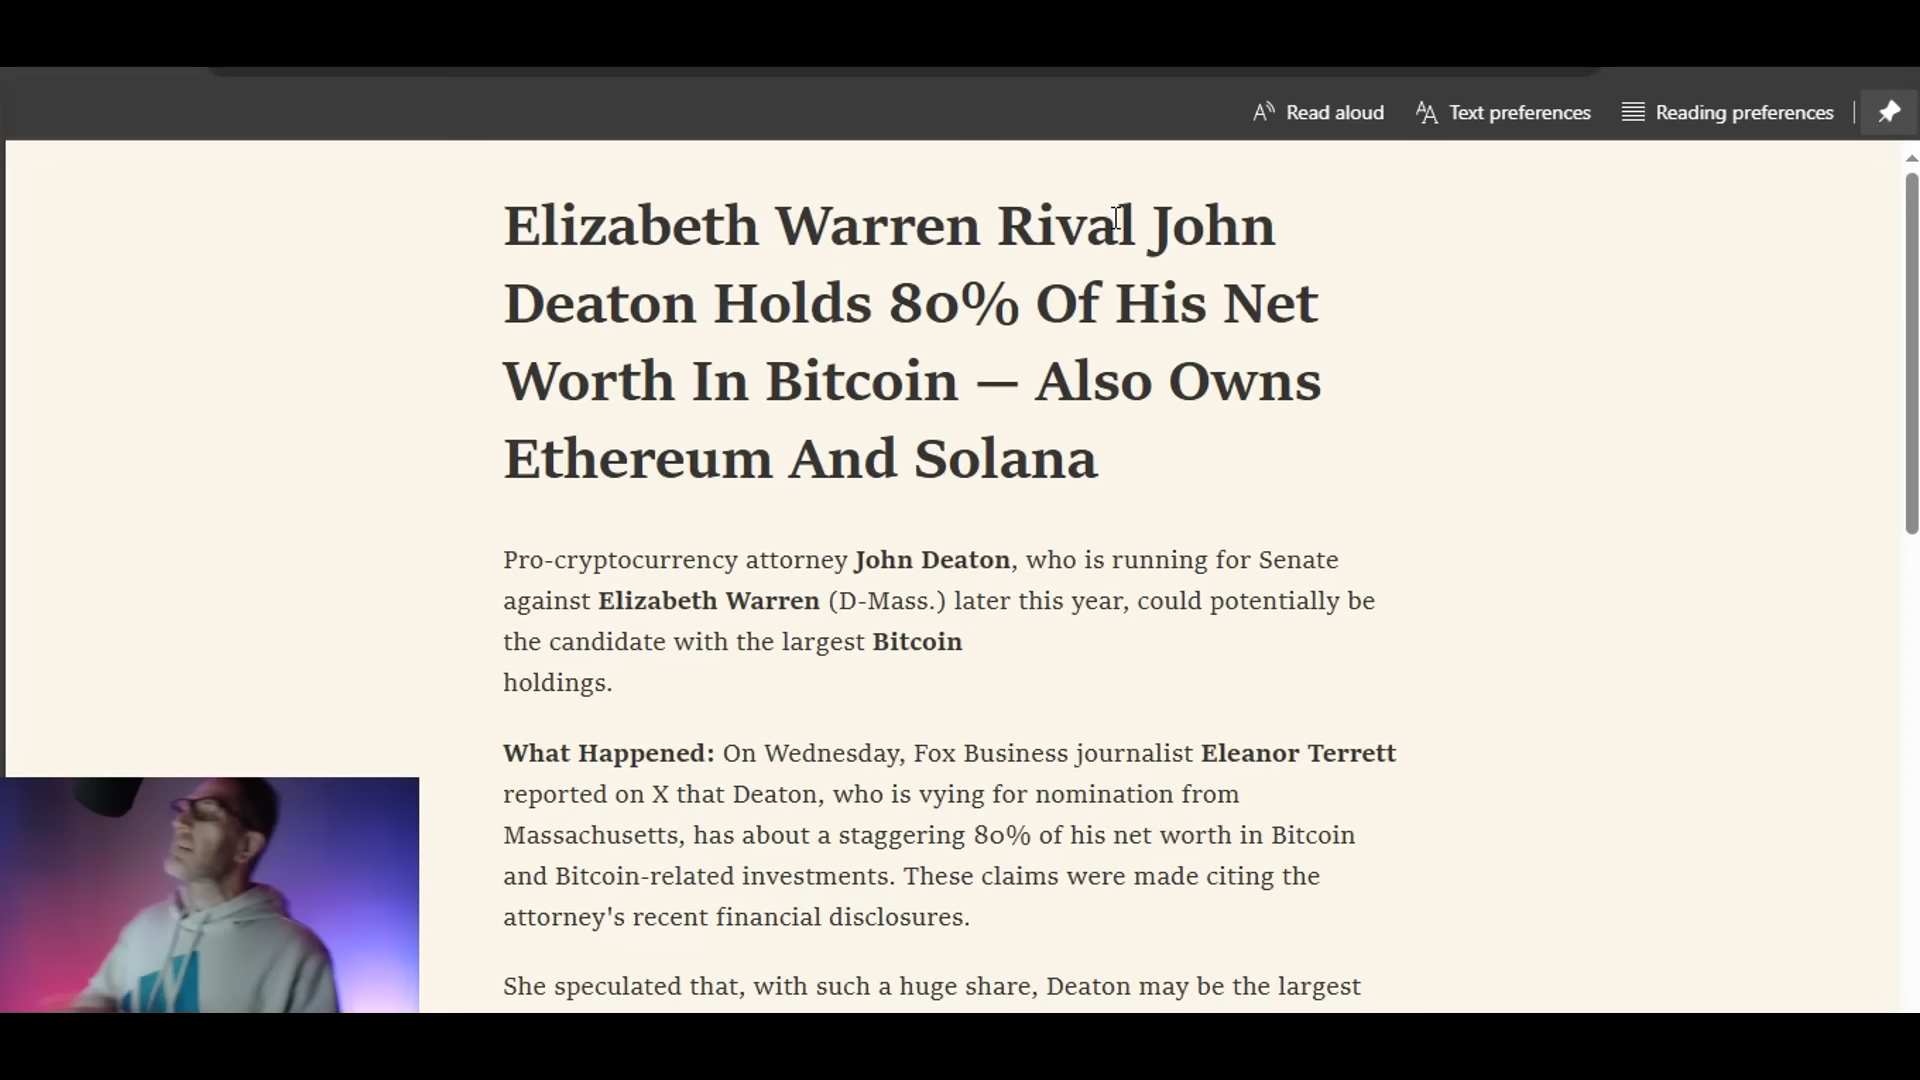 Read aloud
Text preferences
Reading preferences
Elizabeth Warren Rival John
Deaton Holds 80% Of His Net
Worth In Bitcoin — Also Owns
Ethereum And Solana
Pro-cryptocurrency attorney John Deaton, who is running for Senate
against Elizabeth Warren (D-Mass.) later this year, could potentially be
the candidate with the largest Bitcoin
holdings.
What Happened: On Wednesday, Fox Business journalist Eleanor Terrett
reported on X that Deaton, who is vying for nomination from
Massachusetts, has about a staggering 80% of his net worth in Bitcoin
and Bitcoin-related investments. These claims were made citing the
attorney's recent financial disclosures.
She speculated that, with such a huge share, Deaton may be the largest